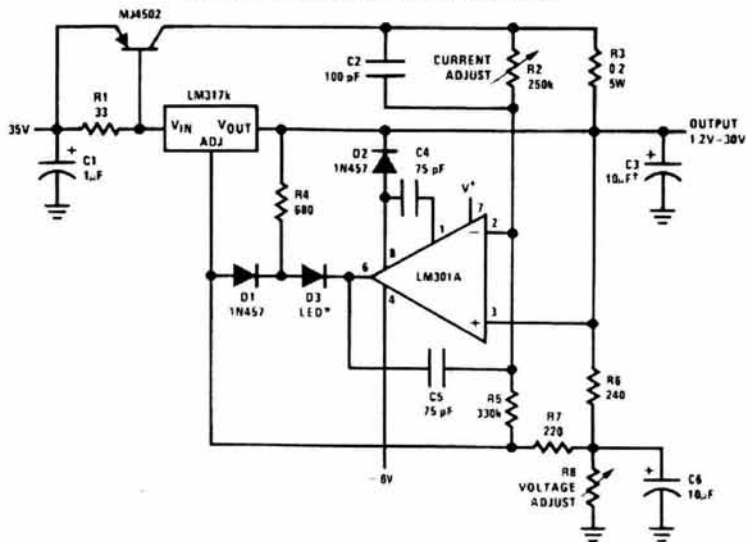 MJ4502
C2
100 pF
CURRENT
ADJUST
R2
250k
R3
0.2
5W
R1
33
LM317k
35V
VIN
VOUT
ADJ
OUTPUT
1.2V–30V
C1
1µF
D2
1N457
C4
75 pF
C3
10µF†
R4
680
V+
7
8
1
2
–
6
LM301A
4
+
3
D1
1N457
D3
LED*
C5
75 pF
R5
330k
R6
240
R7
220
–6V
R8
VOLTAGE
ADJUST
C6
10µF